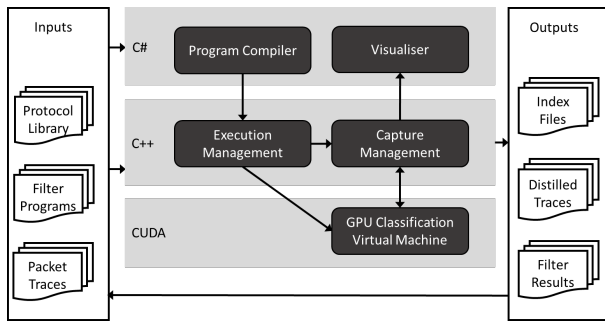 Inputs
Protocol
Library
Filter
Programs
Packet
Traces
C#
Program Compiler
Visualiser
C++
Execution
Management
Capture
Management
CUDA
GPU Classification
Virtual Machine
Outputs
Index
Files
Distilled
Traces
Filter
Results